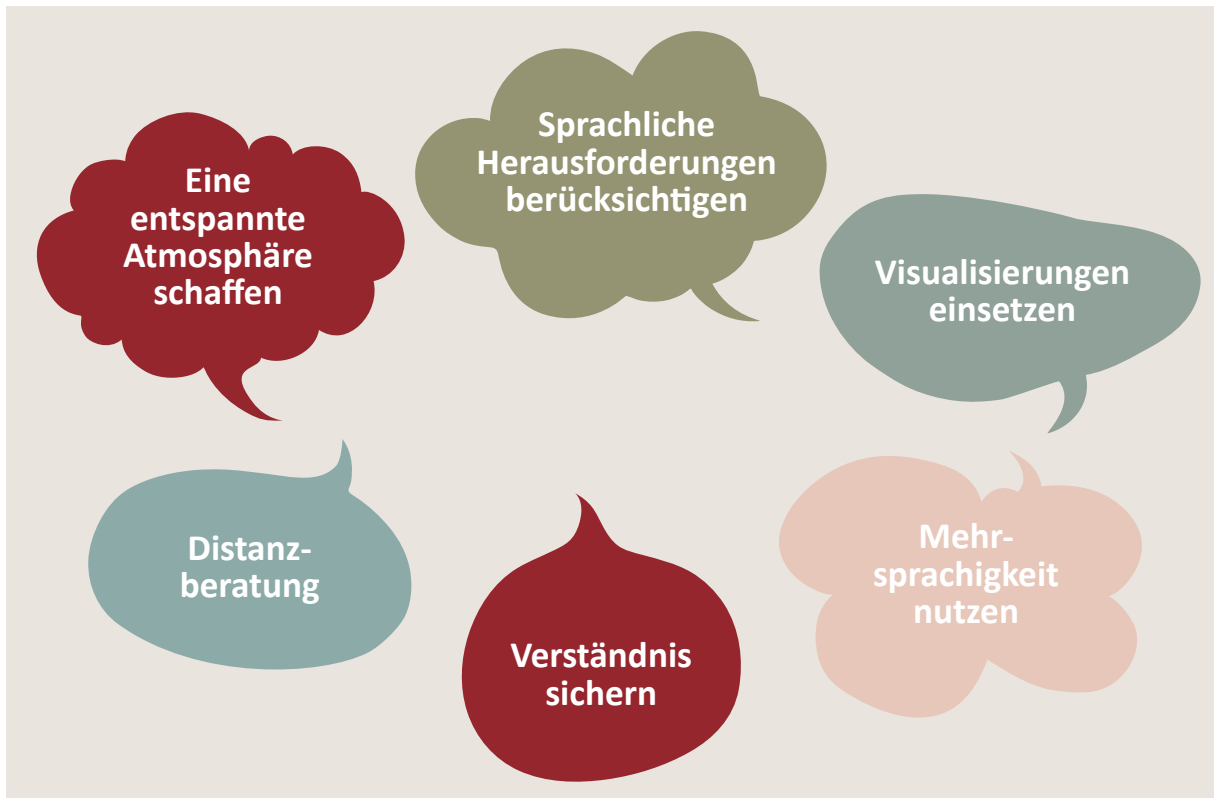 Eine
entspannte
Atmosphäre
schaffen
Sprachliche
Herausforderungen
berücksichtigen
Visualisierungen
einsetzen
Distanz-
beratung
Verständnis
sichern
Mehr-
sprachigkeit
nutzen